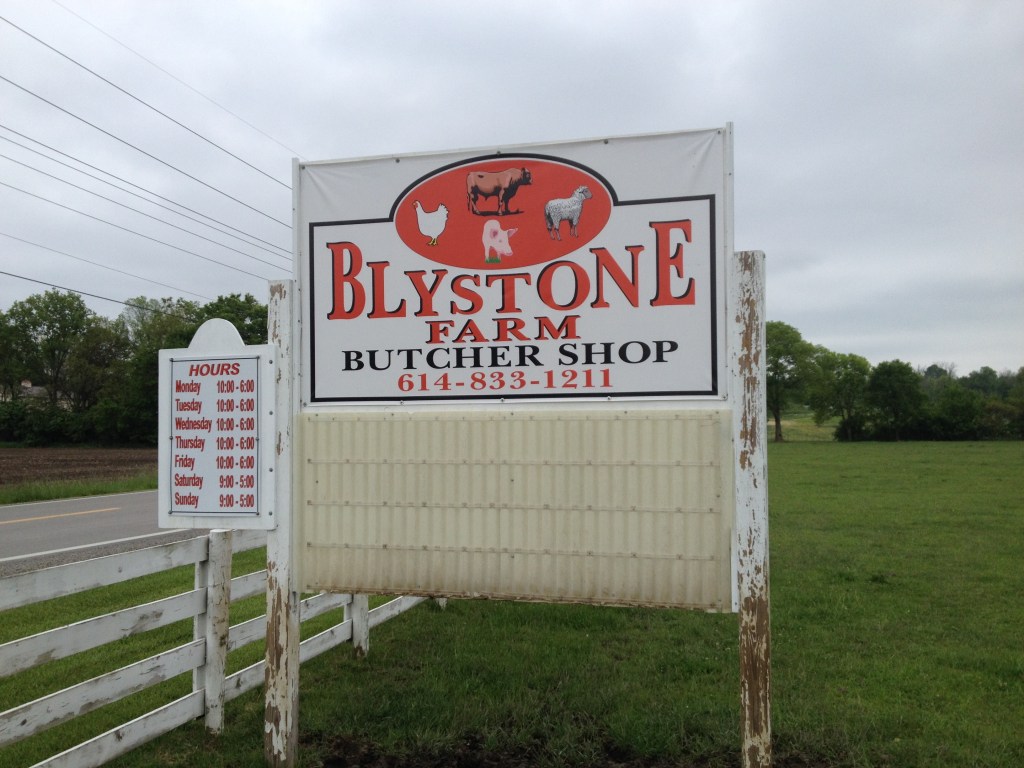 BLYSTONE
FARM
BUTCHER SHOP
614-833-1211
HOURS
Monday 10:00 - 6:00
Tuesday 10:00 - 6:00
Wednesday 10:00 - 6:00
Thursday 10:00 - 6:00
Friday 10:00 - 6:00
Saturday 9:00 - 5:00
Sunday 9:00 - 5:00